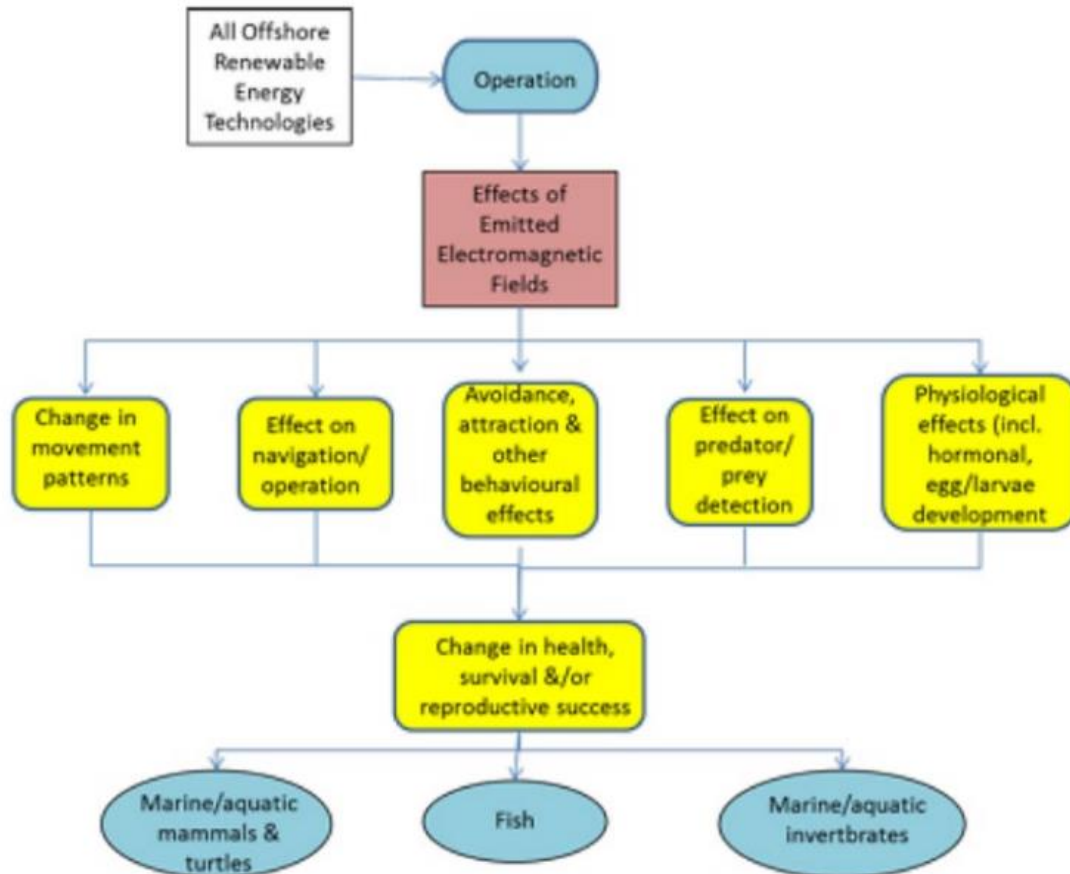 All Offshore
Renewable
Energy
Technologies
Operation
Effects of
Emitted
Electromagnetic
Fields
Change in
movement
patterns
Effect on
navigation/
operation
Avoidance,
attraction &
other
behavioural
effects
Effect on
predator/
prey
detection
Physiological
effects (incl.
hormonal,
egg/larvae
development
Change in health,
survival &/or
reproductive success
Marine/aquatic
mammals &
turtles
Fish
Marine/aquatic
invertbrates